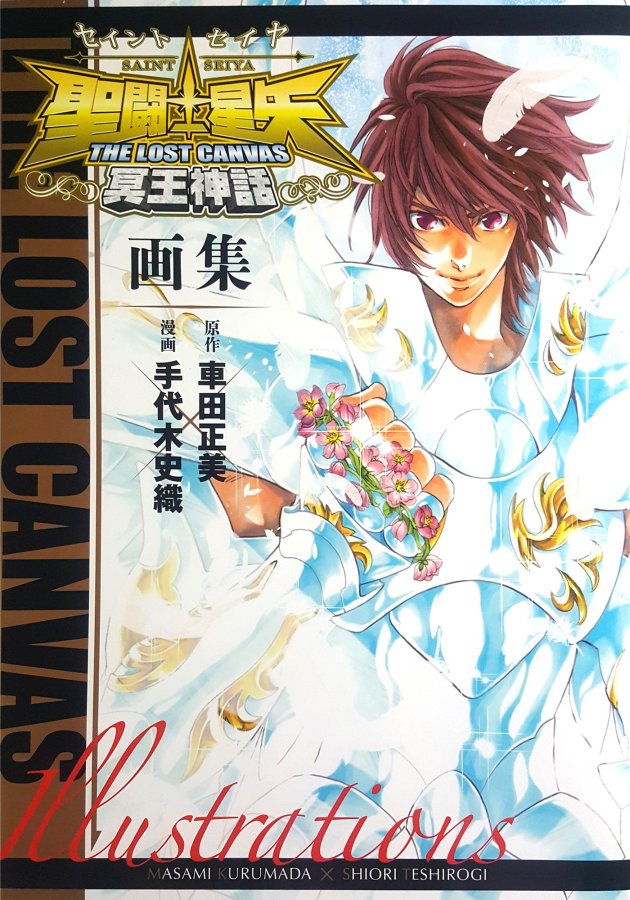 セイント セイヤ
SAINT SEIYA
聖闘士星矢
THE LOST CANVAS
冥王神話
画集
原作 車田正美
×
漫画 手代木史織
THE LOST CANVAS
Illustrations
MASAMI KURUMADA × SHIORI TESHIROGI